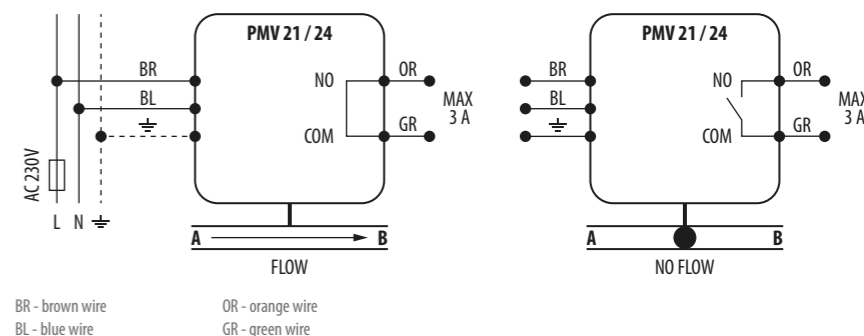 PMV 21 / 24
BR
BL
NO
COM
OR
GR
MAX
3 A
AC 230V
L N
A B
FLOW
PMV 21 / 24
BR
BL
NO
COM
OR
GR
MAX
3 A
A B
NO FLOW
BR - brown wire OR - orange wire
BL - blue wire GR - green wire